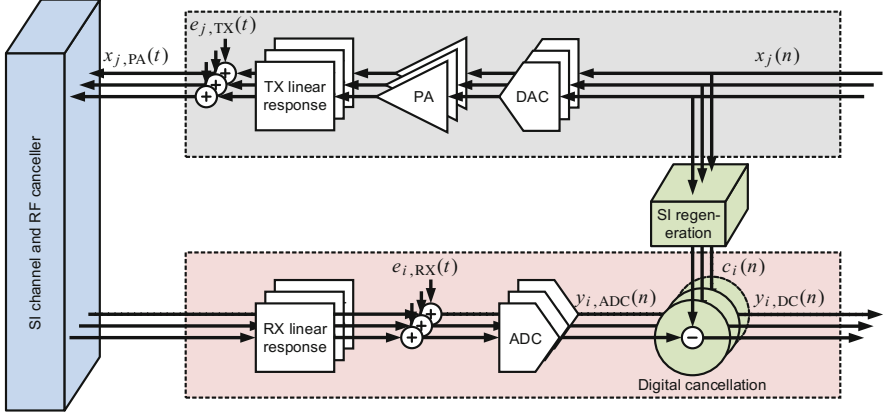 e_{j,TX}(t)
x_{j,PA}(t)
x_j(n)
TX linear
response
PA
DAC
+
+
+
SI channel and RF canceller
SI regen-
eration
e_{i,RX}(t)
c_i(n)
y_{i,ADC}(n)
y_{i,DC}(n)
RX linear
response
+
+
+
ADC
−
Digital cancellation